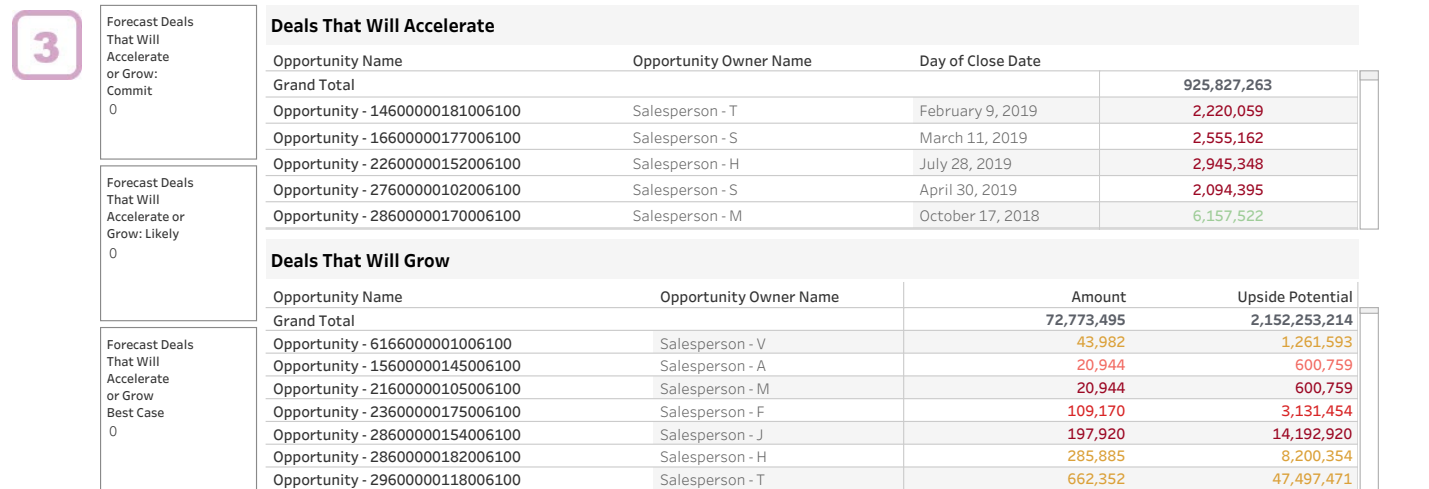 3
Forecast Deals
That Will
Accelerate
or Grow:
Commit
0
Forecast Deals
That Will
Accelerate or
Grow: Likely
0
Forecast Deals
That Will
Accelerate
or Grow
Best Case
0
Deals That Will Accelerate
Opportunity Name Opportunity Owner Name Day of Close Date
Grand Total 925,827,263
Opportunity - 14600000181006100 Salesperson - T February 9, 2019 2,220,059
Opportunity - 16600000177006100 Salesperson - S March 11, 2019 2,555,162
Opportunity - 22600000152006100 Salesperson - H July 28, 2019 2,945,348
Opportunity - 27600000102006100 Salesperson - S April 30, 2019 2,094,395
Opportunity - 28600000170006100 Salesperson - M October 17, 2018 6,157,522
Deals That Will Grow
Opportunity Name Opportunity Owner Name Amount Upside Potential
Grand Total 72,773,495 2,152,253,214
Opportunity - 6166000001006100 Salesperson - V 43,982 1,261,593
Opportunity - 15600000145006100 Salesperson - A 20,944 600,759
Opportunity - 21600000105006100 Salesperson - M 20,944 600,759
Opportunity - 23600000175006100 Salesperson - F 109,170 3,131,454
Opportunity - 28600000154006100 Salesperson - J 197,920 14,192,920
Opportunity - 28600000182006100 Salesperson - H 285,885 8,200,354
Opportunity - 29600000118006100 Salesperson - T 662,352 47,497,471